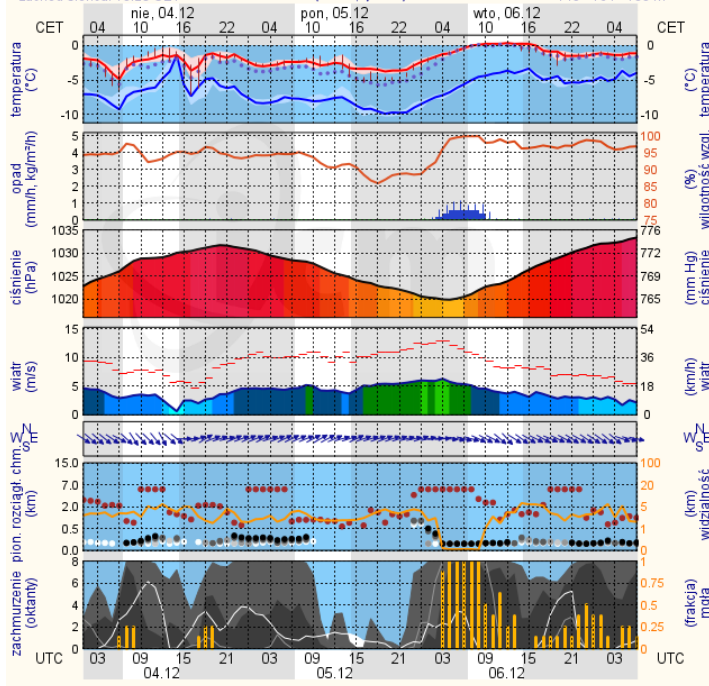 nie, 04.12 pon, 05.12 wto, 06.12
CET 04 10 16 22 04 10 16 22 04 10 16 22 04 CET
temperatura (°C)
0 0
-5 -5
-10 -10
temperatura (°C)
opad (mm/h, kg/m²/h)
5 100
4 95
3 90
2 85
1 80
0 75
wilgotność wzgl. (%)
ciśnienie (hPa)
1035 776
1030 772
1025 769
1020 765
(mm Hg) ciśnienie
wiatr (m/s)
15 54
10 36
5 18
0 0
(km/h) wiatr
N W E S
N W E S
pion. rozciągł. chm. (km)
15.0 100
7.0 20
2.0 5
0.5 1
0.0 0
(km) widzialność
zachmurzenie (oktanty)
8 1
6 0.75
4 0.5
2 0.25
0 0
(frakcja) mgła
UTC 03 09 15 21 03 09 15 21 03 09 15 21 03 UTC
04.12 05.12 06.12